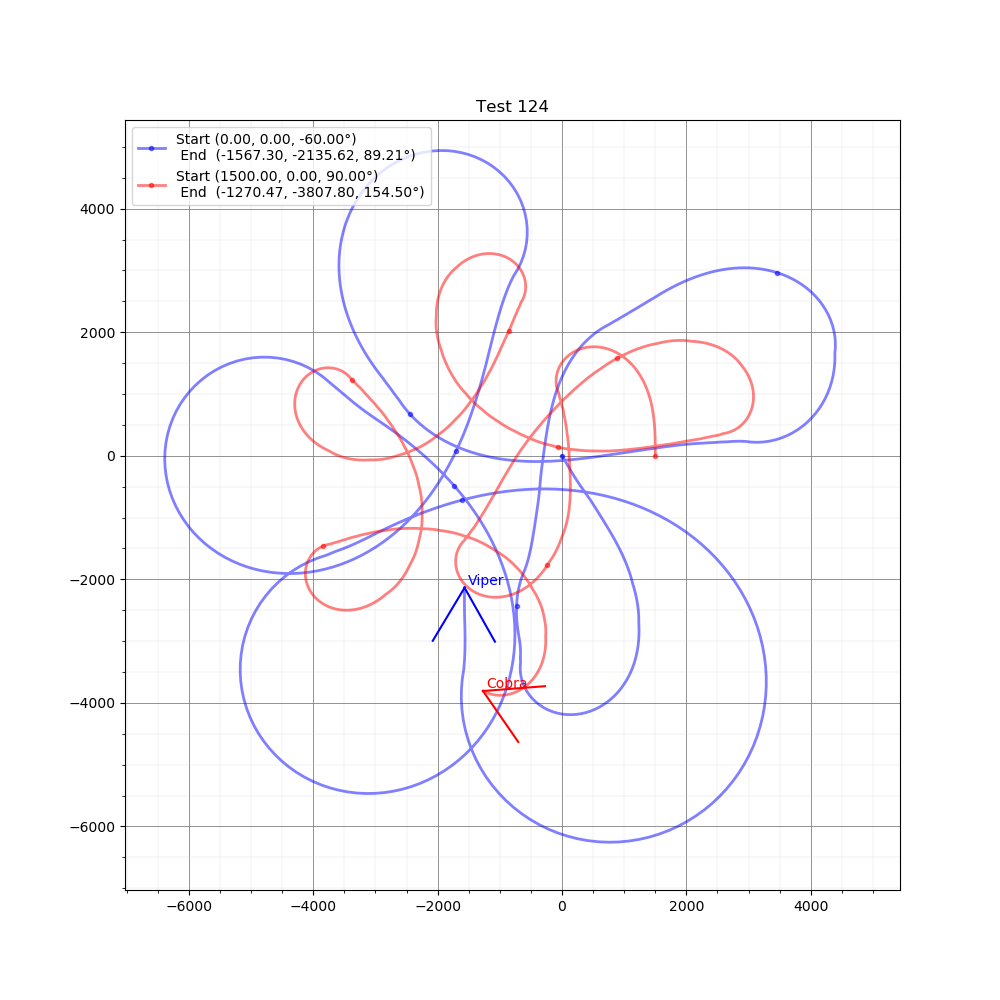 Test 124
Start (0.00, 0.00, -60.00°)
End  (-1567.30, -2135.62, 89.21°)
Start (1500.00, 0.00, 90.00°)
End  (-1270.47, -3807.80, 154.50°)
4000
2000
0
−2000
−4000
−6000
Viper
Cobra
−6000
−4000
−2000
0
2000
4000